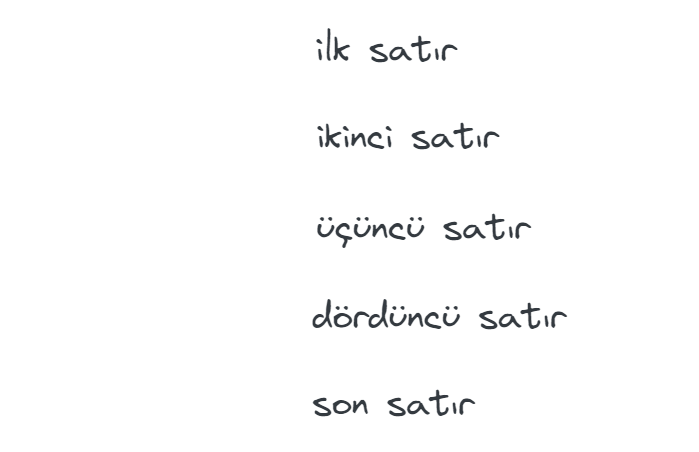 ilk satır
ikinci satır
üçüncü satır
dördüncü satır
son satır